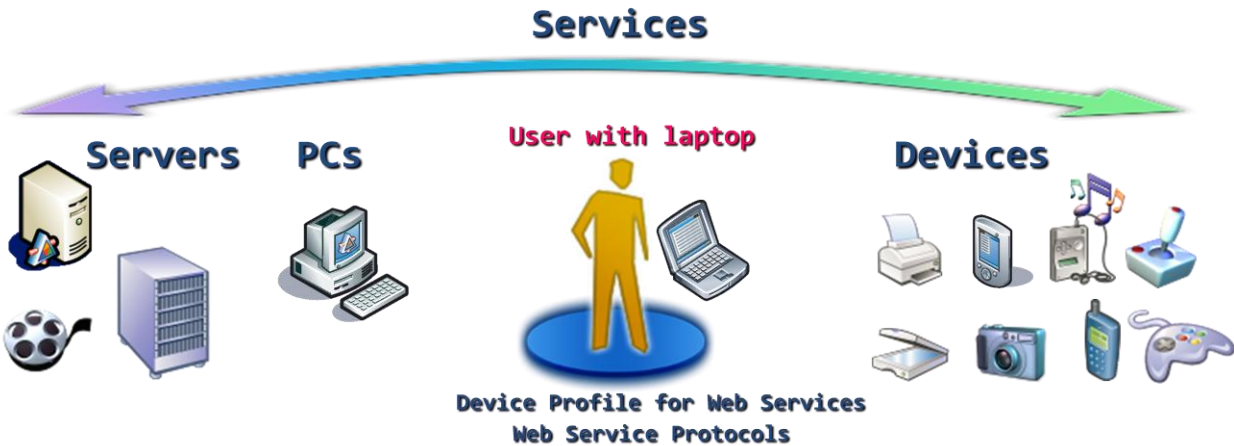 Services
Servers PCs
User with laptop
Devices
Device Profile for Web Services
Web Service Protocols